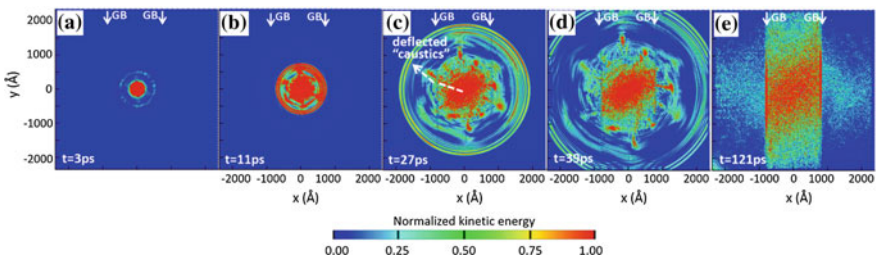 (a) GB GB
(b) GB GB
(c) GB GB
(d) GB GB
(e) GB GB
deflected
"caustics"
y (Å)
2000
1000
0
-1000
-2000
t=3ps
t=11ps
t=27ps
t=39ps
t=121ps
-2000 -1000 0 1000 2000
-2000 -1000 0 1000 2000
-2000 -1000 0 1000 2000
-2000 -1000 0 1000 2000
x (Å) x (Å) x (Å) x (Å)
Normalized kinetic energy
0.00 0.25 0.50 0.75 1.00